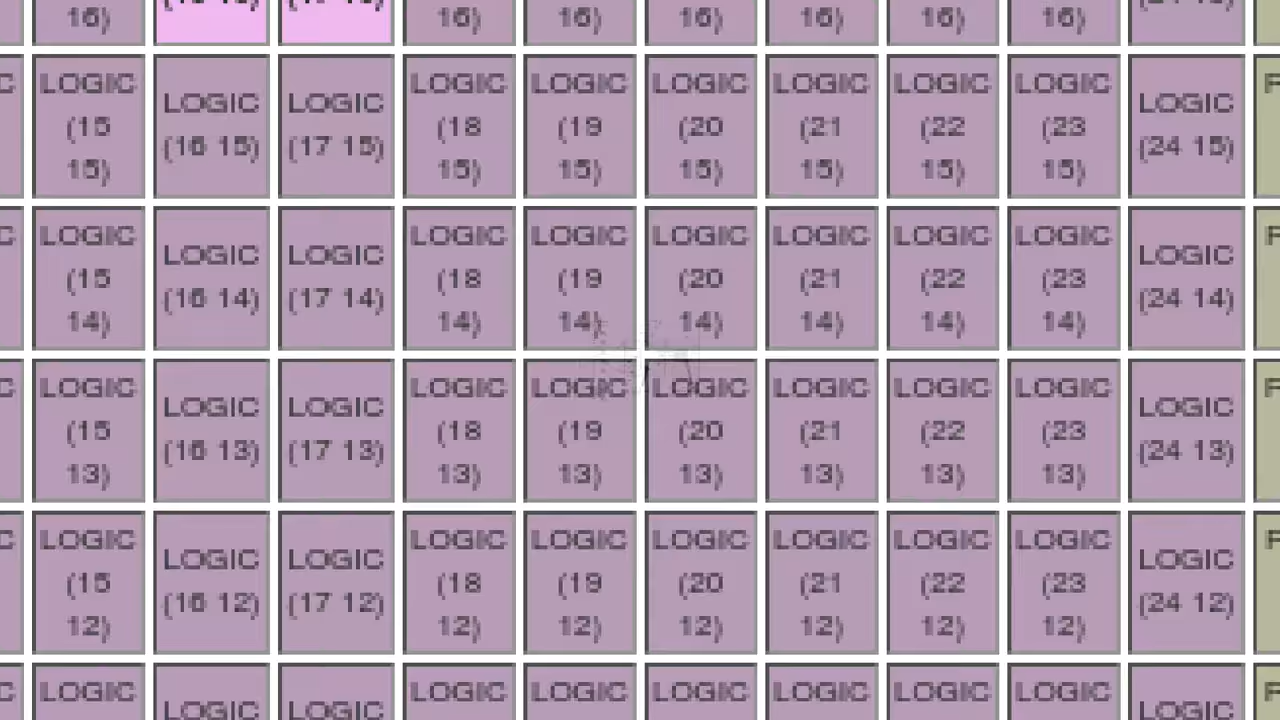 16)
16)
16)
16)
16)
16)
16)
LOGIC
(15
15)
LOGIC
(16 15)
LOGIC
(17 15)
LOGIC
(18
15)
LOGIC
(19
15)
LOGIC
(20
15)
LOGIC
(21
15)
LOGIC
(22
15)
LOGIC
(23
15)
LOGIC
(24 15)
LOGIC
(15
14)
LOGIC
(16 14)
LOGIC
(17 14)
LOGIC
(18
14)
LOGIC
(19
14)
LOGIC
(20
14)
LOGIC
(21
14)
LOGIC
(22
14)
LOGIC
(23
14)
LOGIC
(24 14)
LOGIC
(15
13)
LOGIC
(16 13)
LOGIC
(17 13)
LOGIC
(18
13)
LOGIC
(19
13)
LOGIC
(20
13)
LOGIC
(21
13)
LOGIC
(22
13)
LOGIC
(23
13)
LOGIC
(24 13)
LOGIC
(15
12)
LOGIC
(16 12)
LOGIC
(17 12)
LOGIC
(18
12)
LOGIC
(19
12)
LOGIC
(20
12)
LOGIC
(21
12)
LOGIC
(22
12)
LOGIC
(23
12)
LOGIC
(24 12)
LOGIC
LOGIC
LOGIC
LOGIC
LOGIC
LOGIC
LOGIC
LOGIC
LOGIC
LOGIC